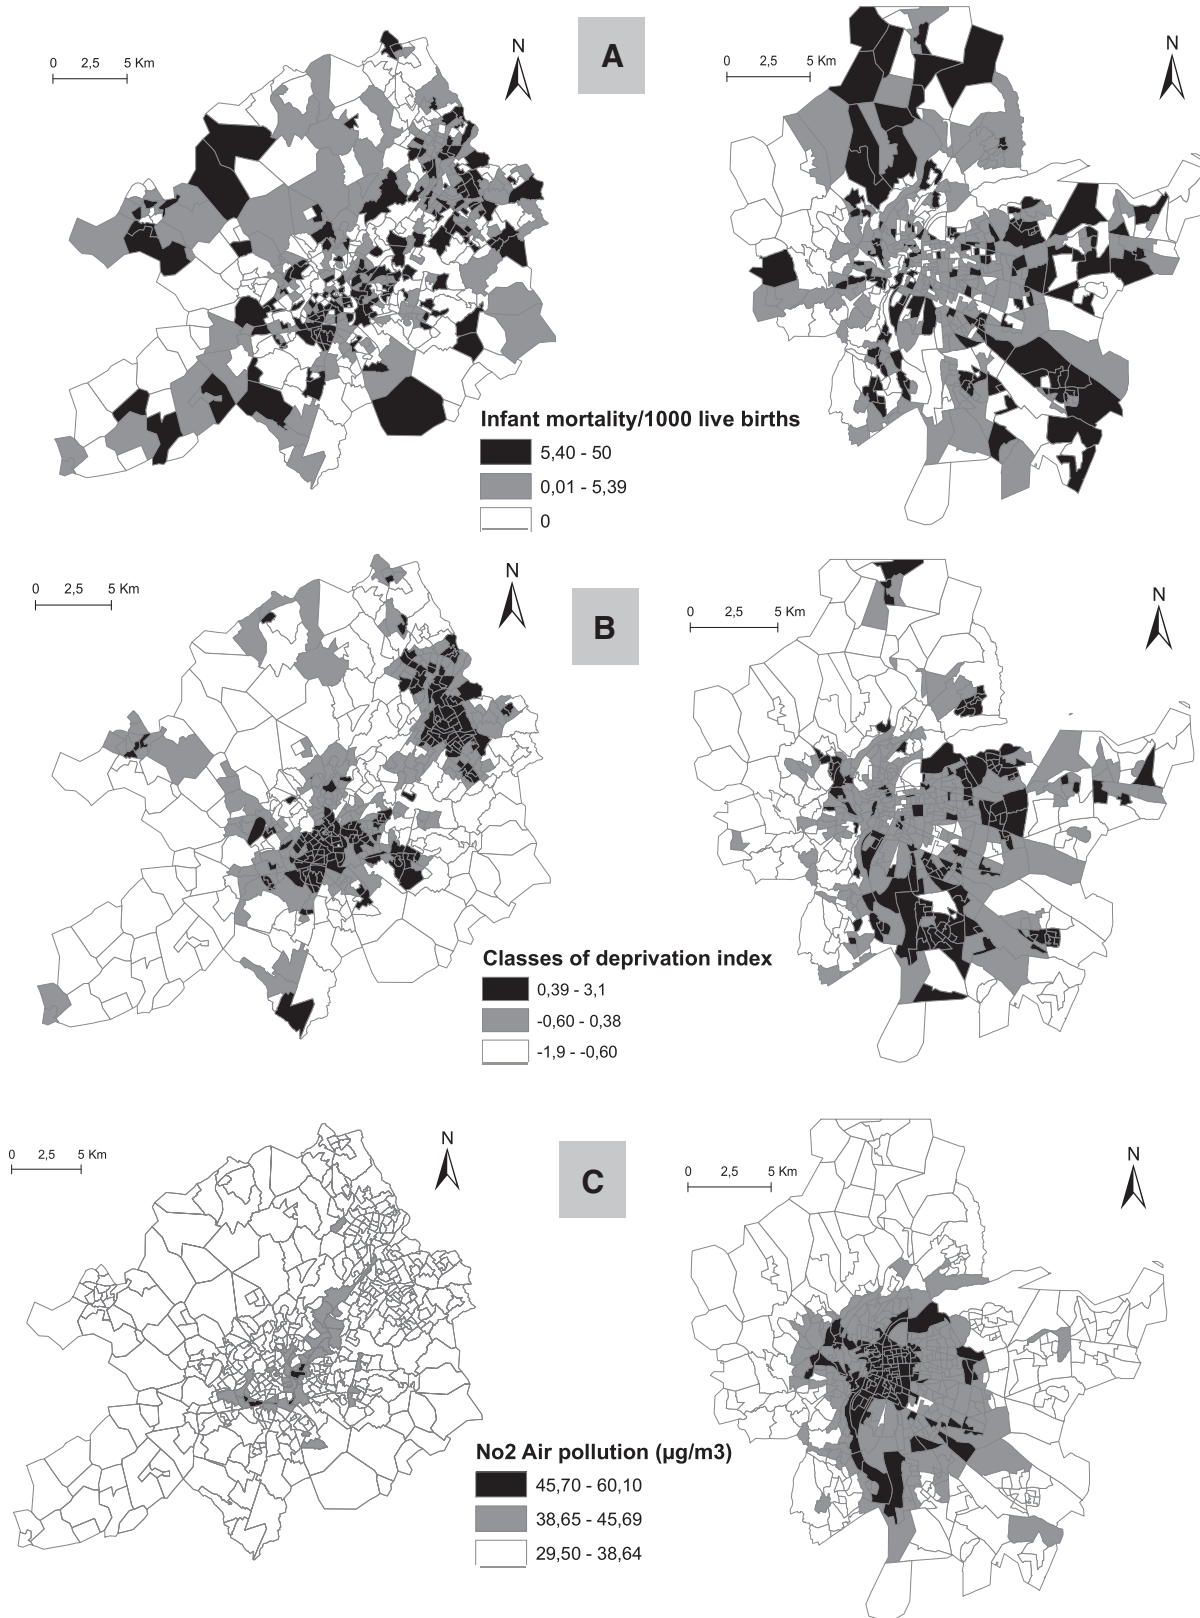 A
0 2,5 5 Km
N
0 2,5 5 Km
N
Infant mortality/1000 live births
5,40 - 50
0,01 - 5,39
0
B
0 2,5 5 Km
N
0 2,5 5 Km
N
Classes of deprivation index
0,39 - 3,1
-0,60 - 0,38
-1,9 - -0,60
C
0 2,5 5 Km
N
0 2,5 5 Km
N
No2 Air pollution (µg/m3)
45,70 - 60,10
38,65 - 45,69
29,50 - 38,64